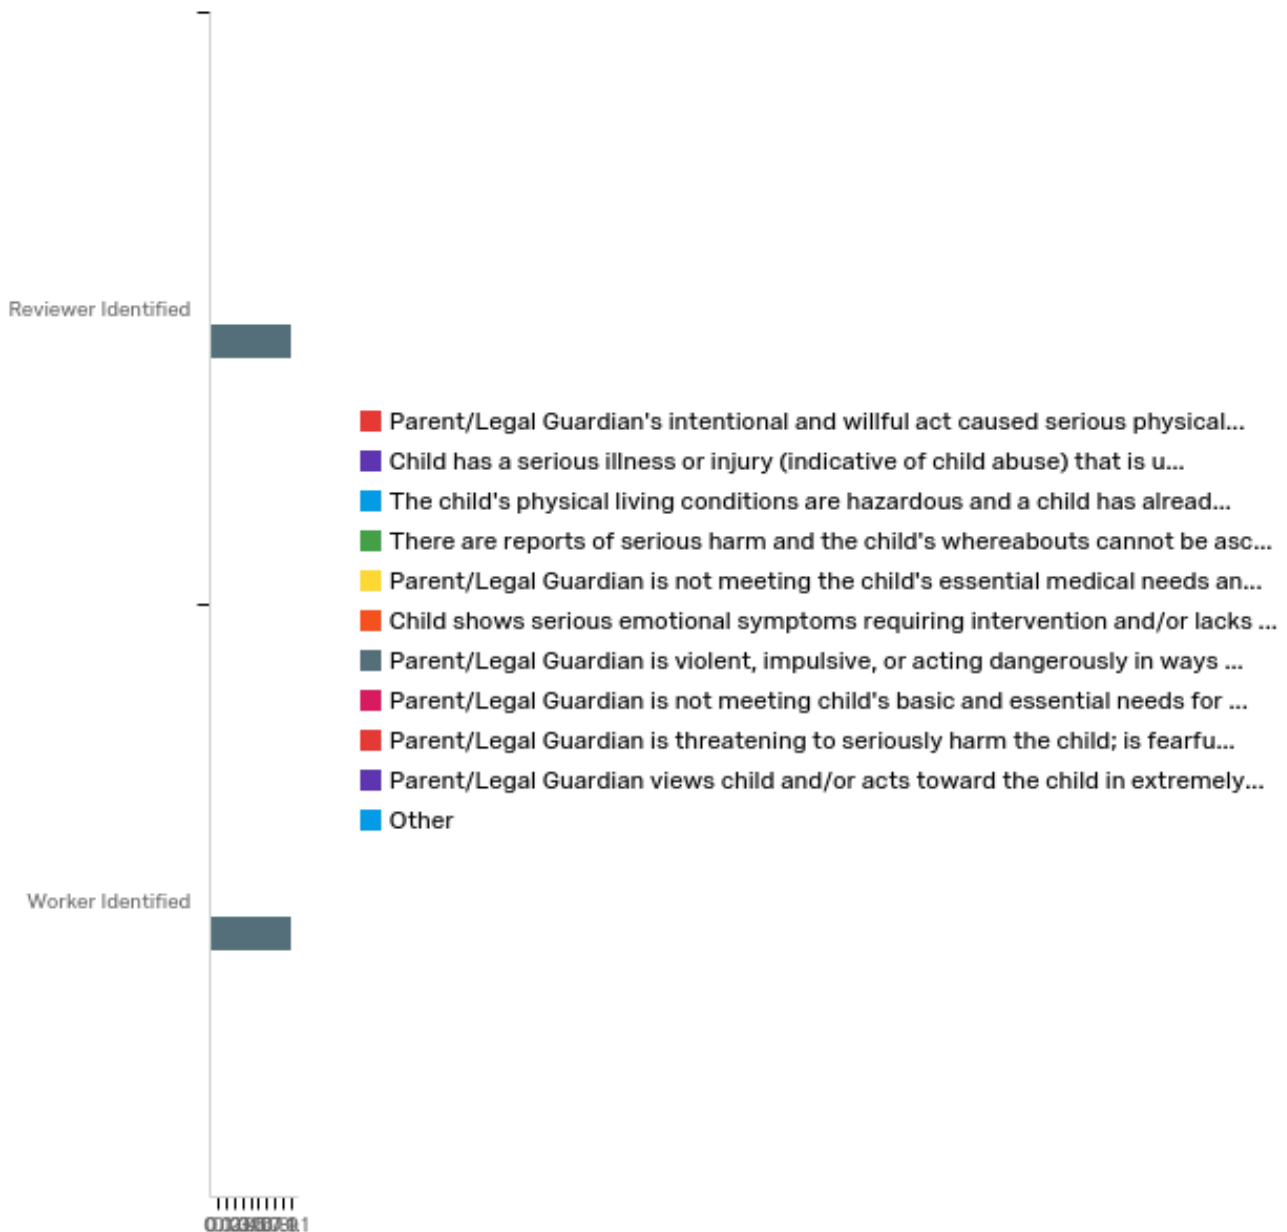 Reviewer Identified
Parent/Legal Guardian's intentional and willful act caused serious physical...
Child has a serious illness or injury (indicative of child abuse) that is u...
The child's physical living conditions are hazardous and a child has alread...
There are reports of serious harm and the child's whereabouts cannot be asc...
Parent/Legal Guardian is not meeting the child's essential medical needs an...
Child shows serious emotional symptoms requiring intervention and/or lacks ...
Parent/Legal Guardian is violent, impulsive, or acting dangerously in ways ...
Parent/Legal Guardian is not meeting child's basic and essential needs for ...
Parent/Legal Guardian is threatening to seriously harm the child; is fearfu...
Parent/Legal Guardian views child and/or acts toward the child in extremely...
Other
Worker Identified